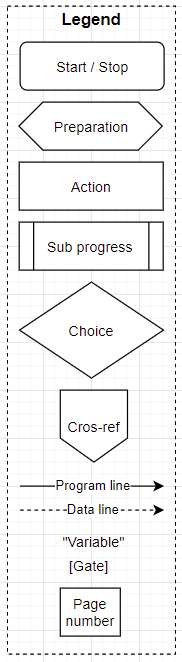 Legend
Start / Stop
Preparation
Action
Sub progress
Choice
Cros-ref
Program line
Data line
"Variable"
[Gate]
Page
number